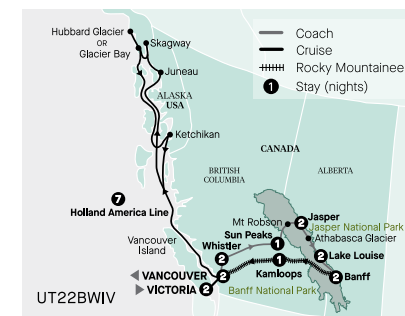 Hubbard Glacier
OR
Glacier Bay
Skagway
Juneau
ALASKA
USA
Ketchikan
Coach
Cruise
Rocky Mountainee
1 Stay (nights)
CANADA
BRITISH
COLUMBIA
ALBERTA
7
Holland America Line
Mt Robson
2 Jasper
Jasper National Park
Athabasca Glacier
Sun Peaks 1
Whistler
2
2 Lake Louise
Vancouver
Island
VANCOUVER 2
1
Kamloops
2 Banff
VICTORIA 2
Banff National Park
UT22BWIV